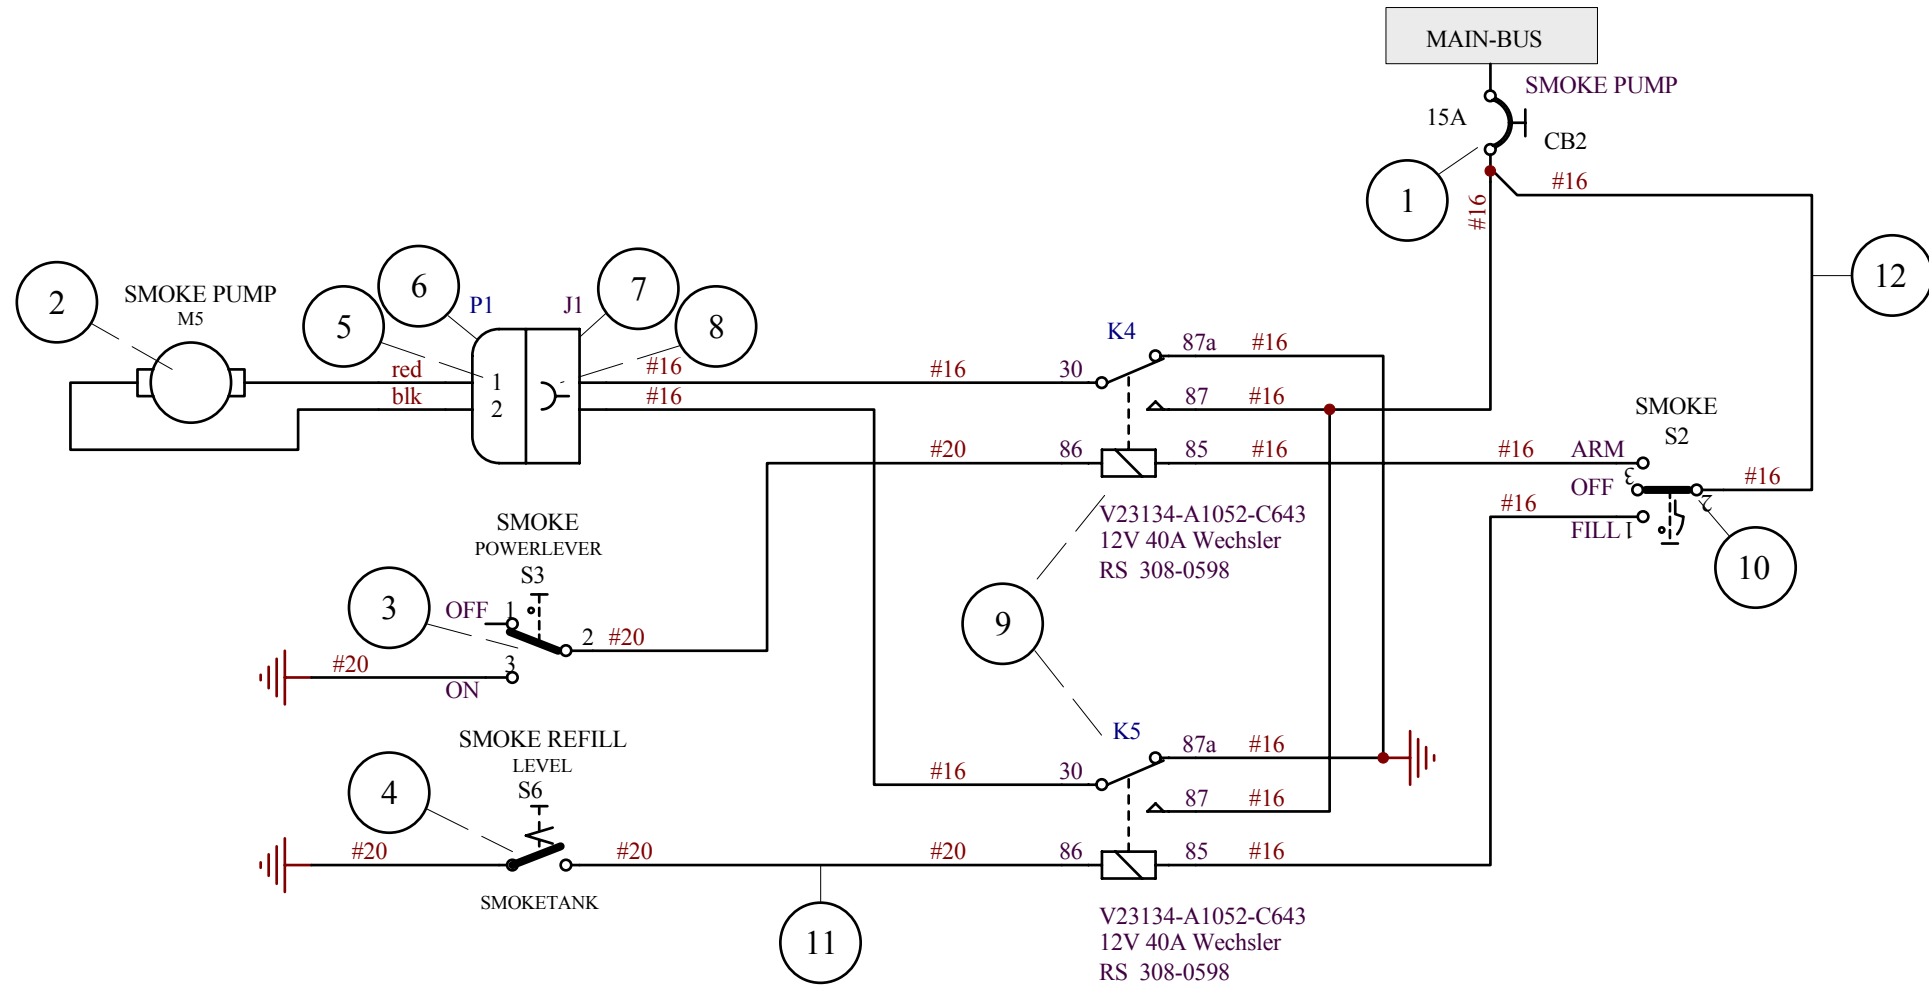 MAIN-BUS
SMOKE PUMP
15A
CB2
1
#16
#16
12
2
SMOKE PUMP
M5
6
P1
J1
7
5
8
red
blk
1
2
#16
#16
#16
30
K4
87a
#16
87
#16
#20
86
85
#16
#16
ARM
SMOKE
S2
3
OFF
2
#16
#16
FILL
1
10
V23134-A1052-C643
12V 40A Wechsler
RS 308-0598
9
SMOKE
POWERLEVER
S3
3
OFF
1
2
#20
#20
3
ON
SMOKE REFILL
LEVEL
S6
4
#20
#20
SMOKETANK
11
#16
30
K5
87a
#16
87
#16
#20
86
85
#16
V23134-A1052-C643
12V 40A Wechsler
RS 308-0598